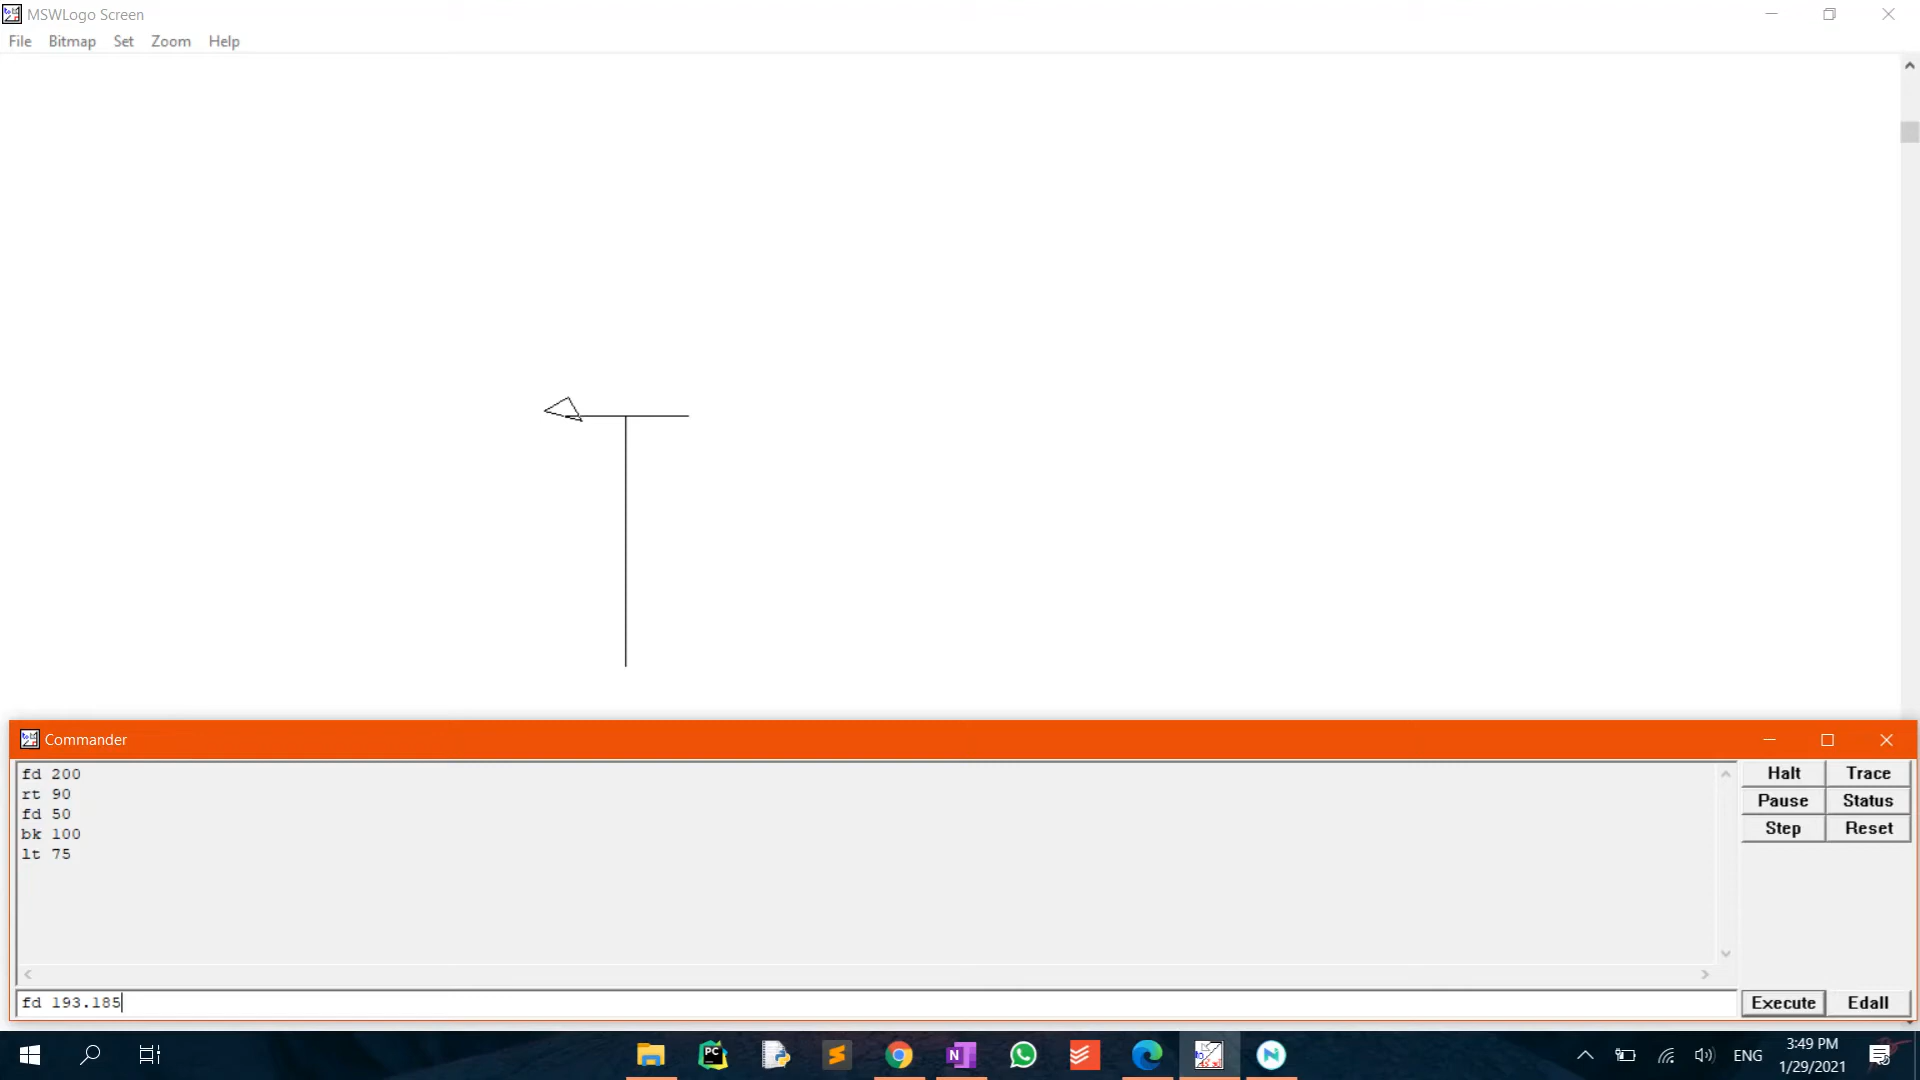 MSWLogo Screen
File Bitmap Set Zoom Help
Commander
fd 200
rt 90
fd 50
bk 100
lt 75
Halt Trace
Pause Status
Step Reset
fd 193.185
Execute Edall
PC
N
N
ENG
3:49 PM
1/29/2021